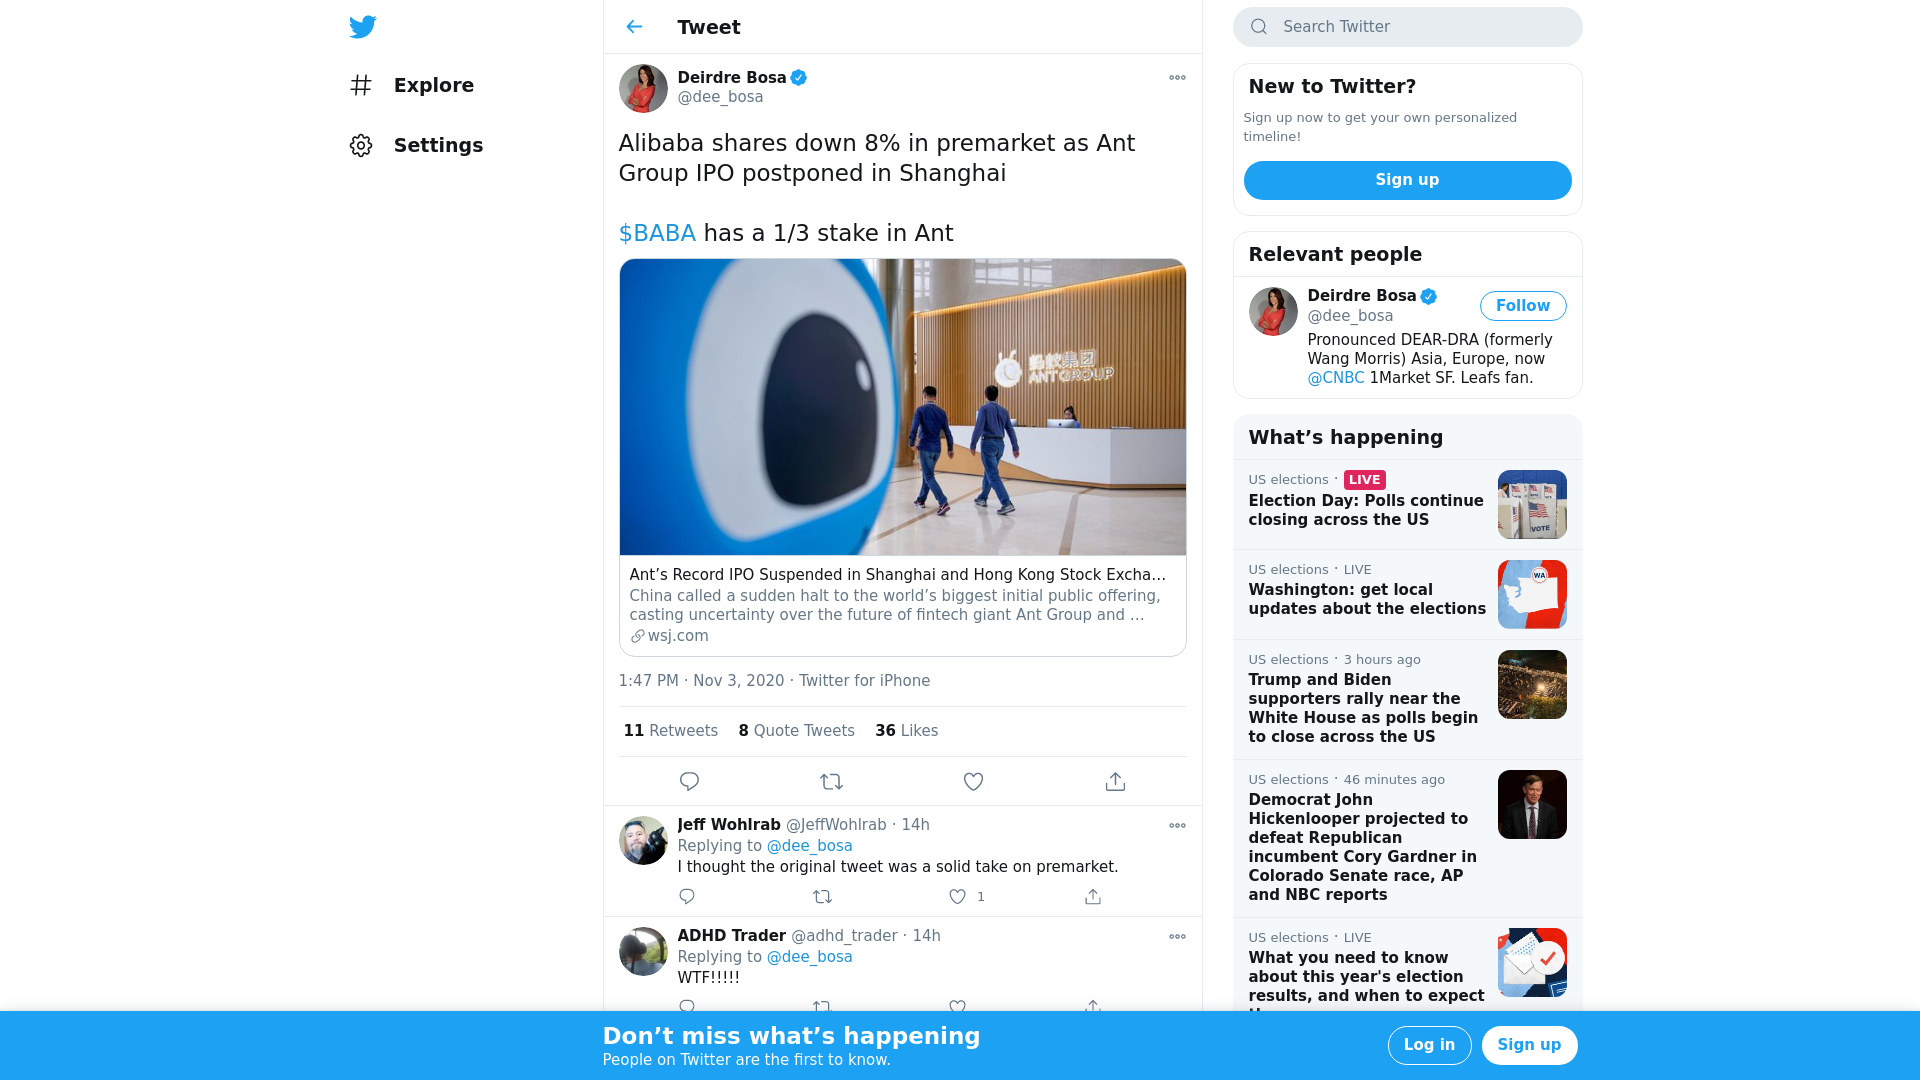 Explore
Settings
Tweet
Deirdre Bosa
@dee_bosa
Alibaba shares down 8% in premarket as Ant
Group IPO postponed in Shanghai
$BABA has a 1/3 stake in Ant
蚂蚁集团
ANT GROUP
Ant’s Record IPO Suspended in Shanghai and Hong Kong Stock Excha…
China called a sudden halt to the world’s biggest initial public offering,
casting uncertainty over the future of fintech giant Ant Group and …
wsj.com
1:47 PM · Nov 3, 2020 · Twitter for iPhone
11 Retweets 8 Quote Tweets 36 Likes
Jeff Wohlrab @JeffWohlrab · 14h
Replying to @dee_bosa
I thought the original tweet was a solid take on premarket.
1
ADHD Trader @adhd_trader · 14h
Replying to @dee_bosa
WTF!!!!!
Search Twitter
New to Twitter?
Sign up now to get your own personalized
timeline!
Sign up
Relevant people
Deirdre Bosa
@dee_bosa
Follow
Pronounced DEAR-DRA (formerly
Wang Morris) Asia, Europe, now
@CNBC 1Market SF. Leafs fan.
What’s happening
US elections · LIVE
Election Day: Polls continue
closing across the US
VOTE
US elections · LIVE
Washington: get local
updates about the elections
WA
US elections · 3 hours ago
Trump and Biden
supporters rally near the
White House as polls begin
to close across the US
US elections · 46 minutes ago
Democrat John
Hickenlooper projected to
defeat Republican
incumbent Cory Gardner in
Colorado Senate race, AP
and NBC reports
US elections · LIVE
What you need to know
about this year's election
results, and when to expect
Don’t miss what’s happening
People on Twitter are the first to know.
Log in
Sign up